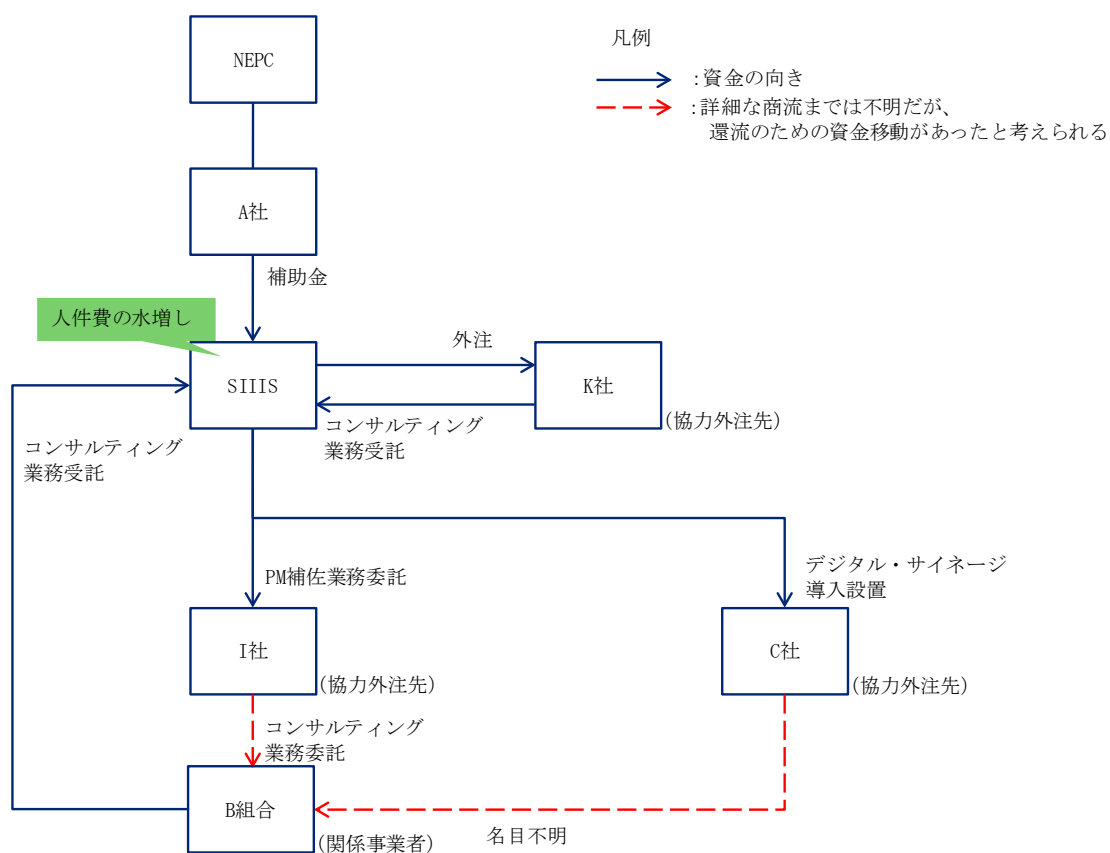 凡例
NEPC
:資金の向き
:詳細な商流までは不明だが、
還流のための資金移動があったと考えられる
A社
補助金
人件費の水増し
外注
SIIIS
K社
(協力外注先)
コンサルティング
業務受託
コンサルティング
業務受託
PM補佐業務委託
デジタル・サイネージ
導入設置
I社
(協力外注先)
C社
(協力外注先)
コンサルティング
業務委託
B組合
(関係事業者)
名目不明